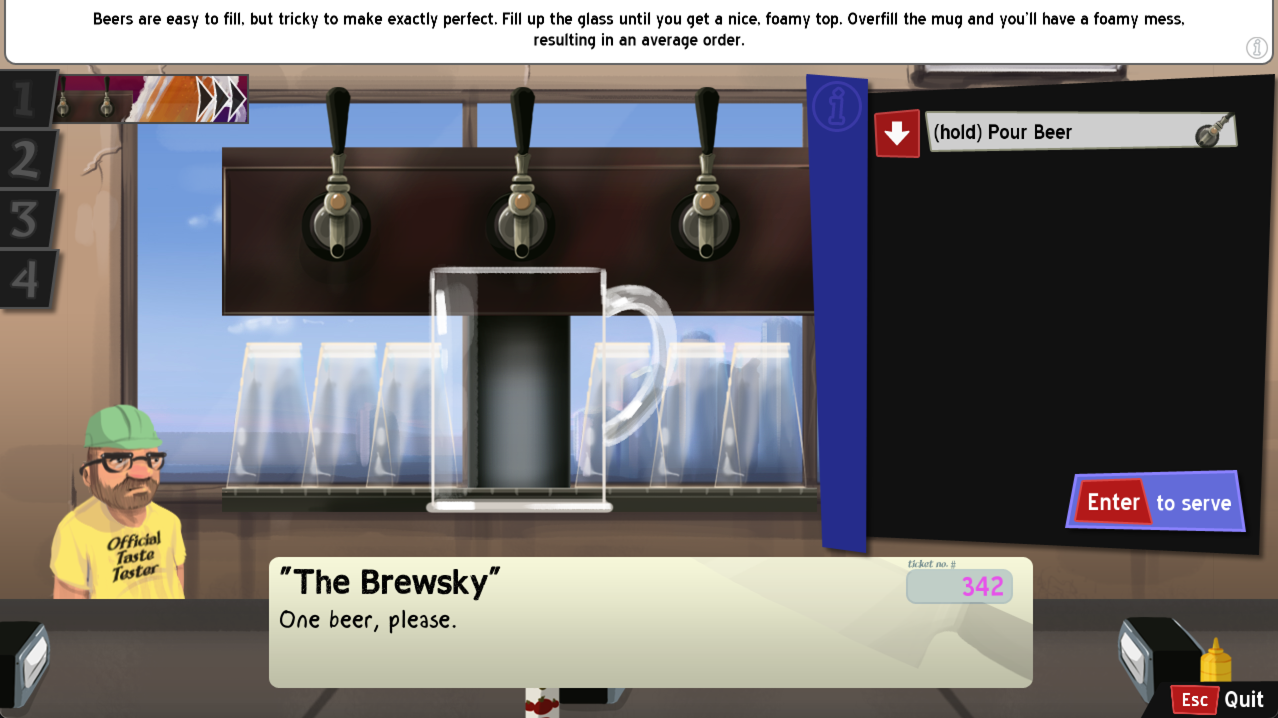 Beers are easy to fill, but tricky to make exactly perfect. Fill up the glass until you get a nice, foamy top. Overfill the mug and you'll have a foamy mess,
resulting in an average order.
i
1
2
3
4
i
(hold) Pour Beer
Enter to serve
Official
Taste
Tester
"The Brewsky"
One beer, please.
ticket no. #
342
Esc Quit